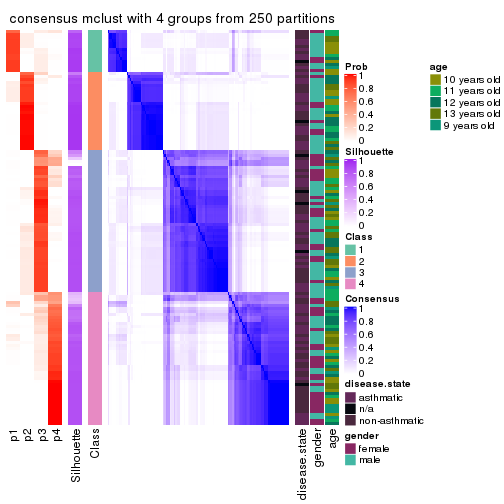 consensus mclust with 4 groups from 250 partitions
p1
p2
p3
p4
Silhouette
Class
disease.state
gender
age
Prob
1
0.8
0.6
0.4
0.2
0
Silhouette
1
0.8
0.6
0.4
0.2
0
Class
1
2
3
4
Consensus
1
0.8
0.6
0.4
0.2
0
disease.state
asthmatic
n/a
non-asthmatic
gender
female
male
age
10 years old
11 years old
12 years old
13 years old
9 years old